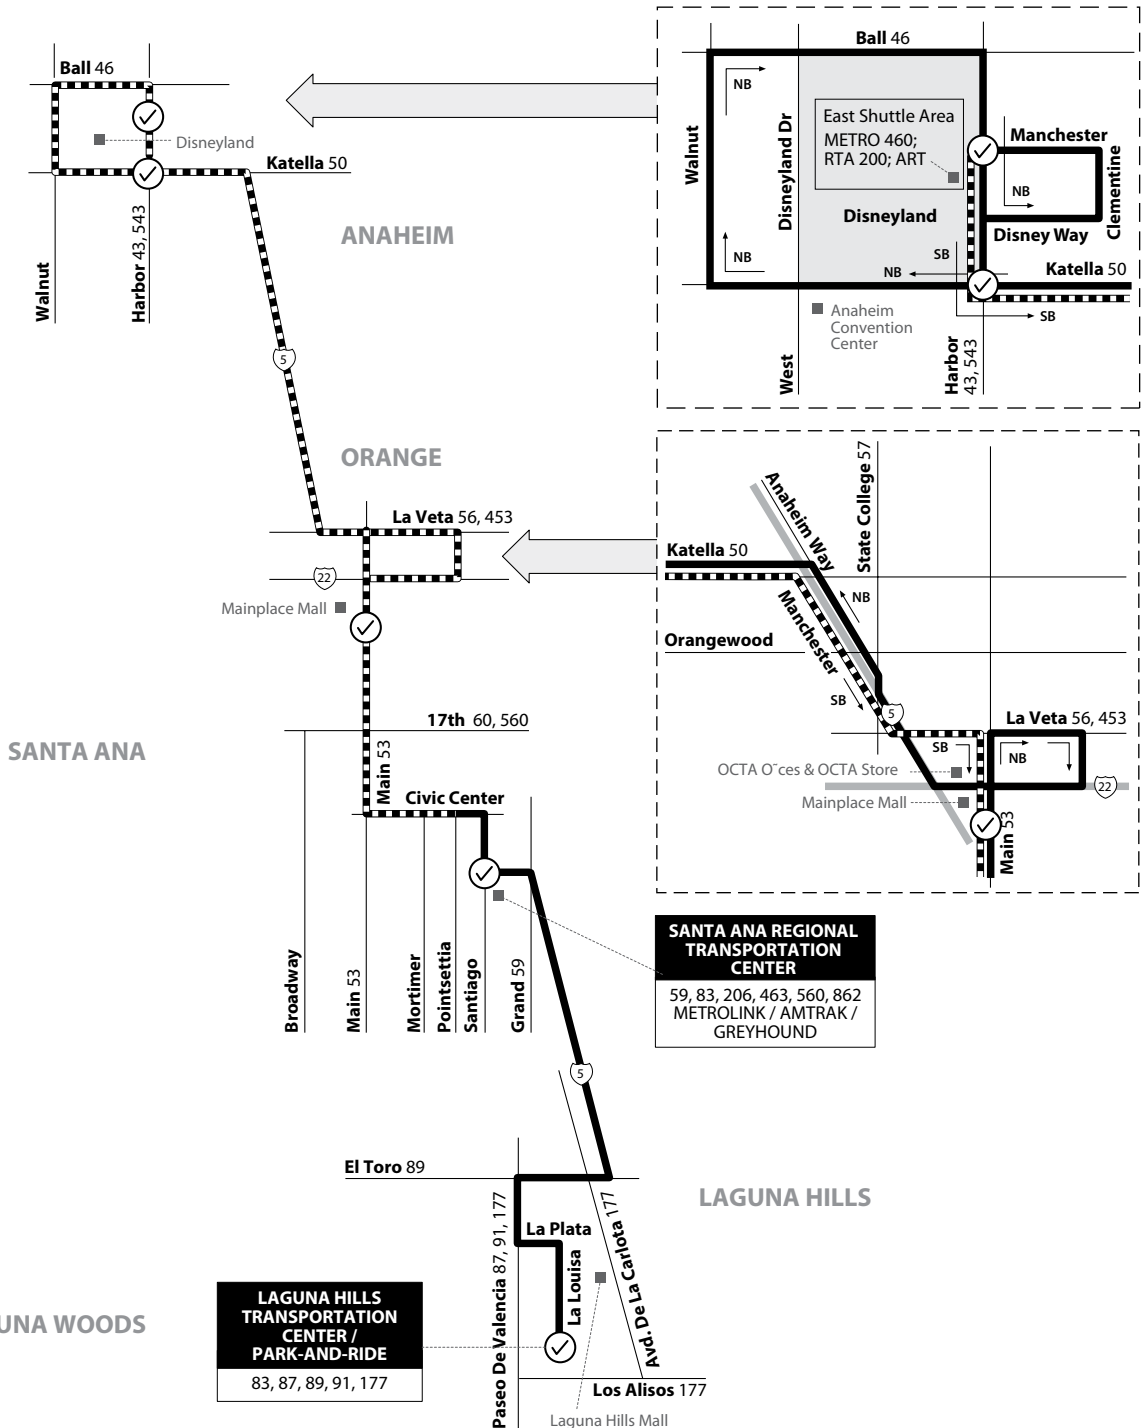 Ball 46
Disneyland
Katella 50
Walnut
Harbor 43, 543
ANAHEIM
5
ORANGE
La Veta 56, 453
22
Mainplace Mall
17th 60, 560
SANTA ANA
Main 53
Civic Center
Broadway
Main 53
Mortimer
Pointsettia
Santiago
Grand 59
SANTA ANA REGIONAL
TRANSPORTATION
CENTER
59, 83, 206, 463, 560, 862
METROLINK / AMTRAK /
GREYHOUND
5
El Toro 89
LAGUNA HILLS
Paseo De Valencia 87, 91, 177
La Plata
La Louisa
Avd. De La Carlota 177
UNA WOODS
LAGUNA HILLS
TRANSPORTATION
CENTER /
PARK-AND-RIDE
83, 87, 89, 91, 177
Los Alisos 177
Laguna Hills Mall
Ball 46
NB
Walnut
Disneyland Dr
East Shuttle Area
METRO 460;
RTA 200; ART
Manchester
Clementine
NB
Disneyland
Disney Way
NB
SB
NB
Katella 50
SB
Anaheim
Convention
Center
West
Harbor
43, 543
State College 57
Anaheim Way
Katella 50
NB
Manchester
Orangewood
SB
5
La Veta 56, 453
SB
NB
OCTA O˜ces & OCTA Store
22
Mainplace Mall
Main 53